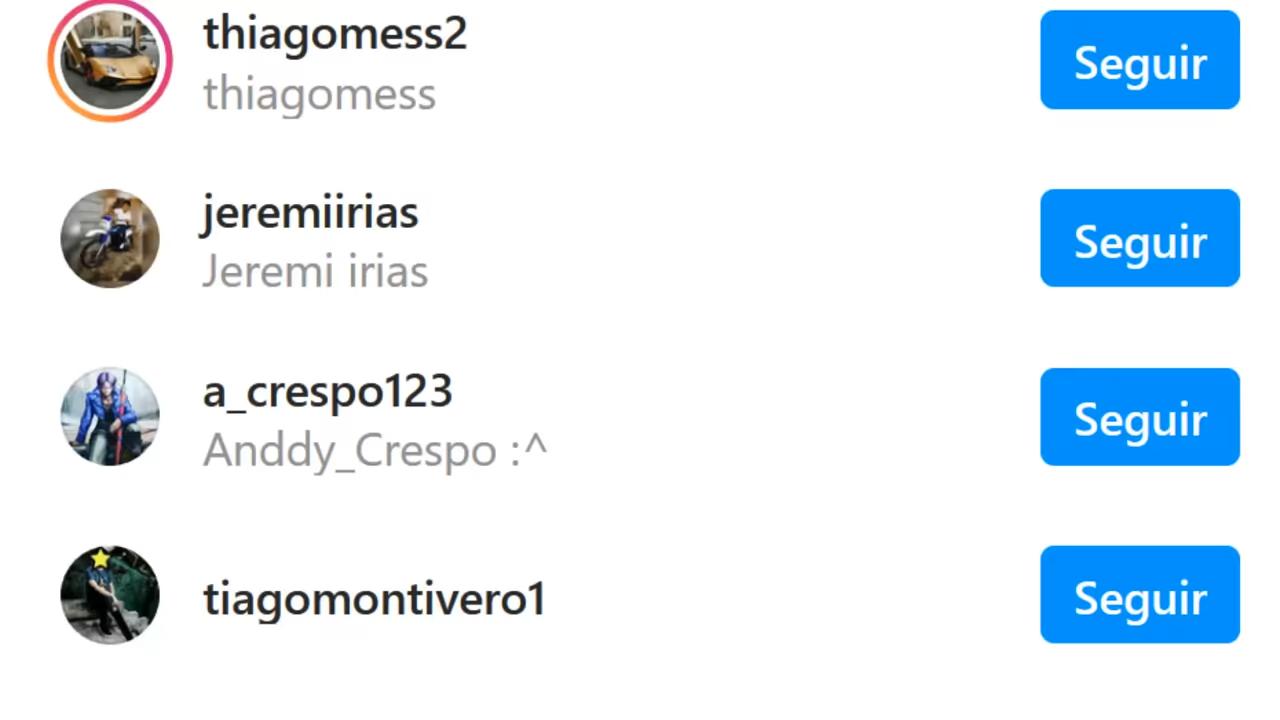 thiagomess2
thiagomess
Seguir
jeremiirias
Jeremi irias
Seguir
a_crespo123
Anddy_Crespo :^
Seguir
tiagomontivero1
Seguir